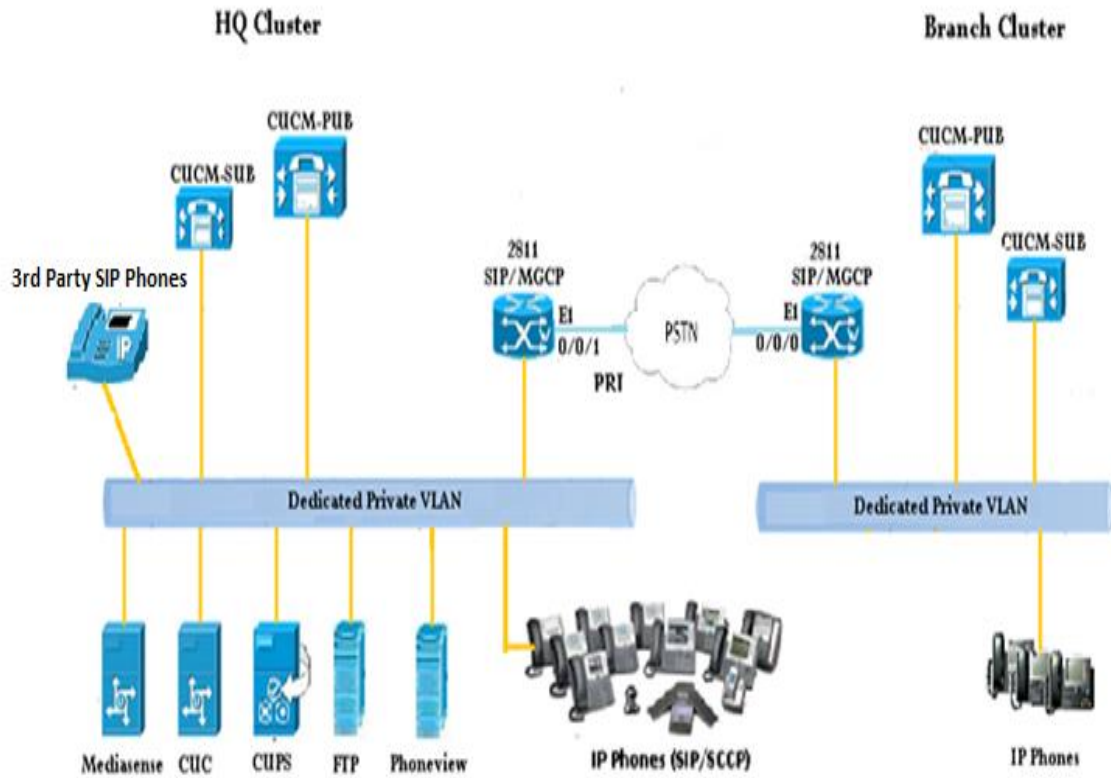 HQ Cluster
Branch Cluster
CUCM-PUB
CUCM-SUB
3rd Party SIP Phones
2811
SIP/MGCP
E1
0/0/1
PRI
PSTN
2811
SIP/MGCP
E1
0/0/0
CUCM-PUB
CUCM-SUB
Dedicated Private VLAN
Dedicated Private VLAN
Mediasense
CUC
CUPS
FTP
Phoneview
IP Phones (SIP/SCCP)
IP Phones